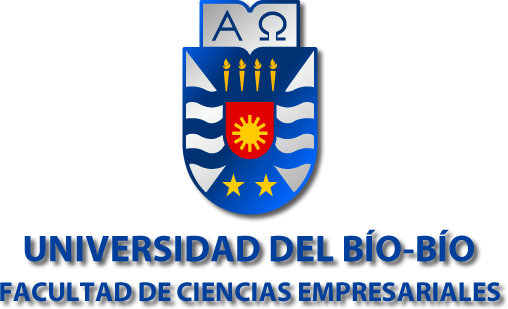 Α Ω
UNIVERSIDAD DEL BÍO-BÍO
FACULTAD DE CIENCIAS EMPRESARIALES